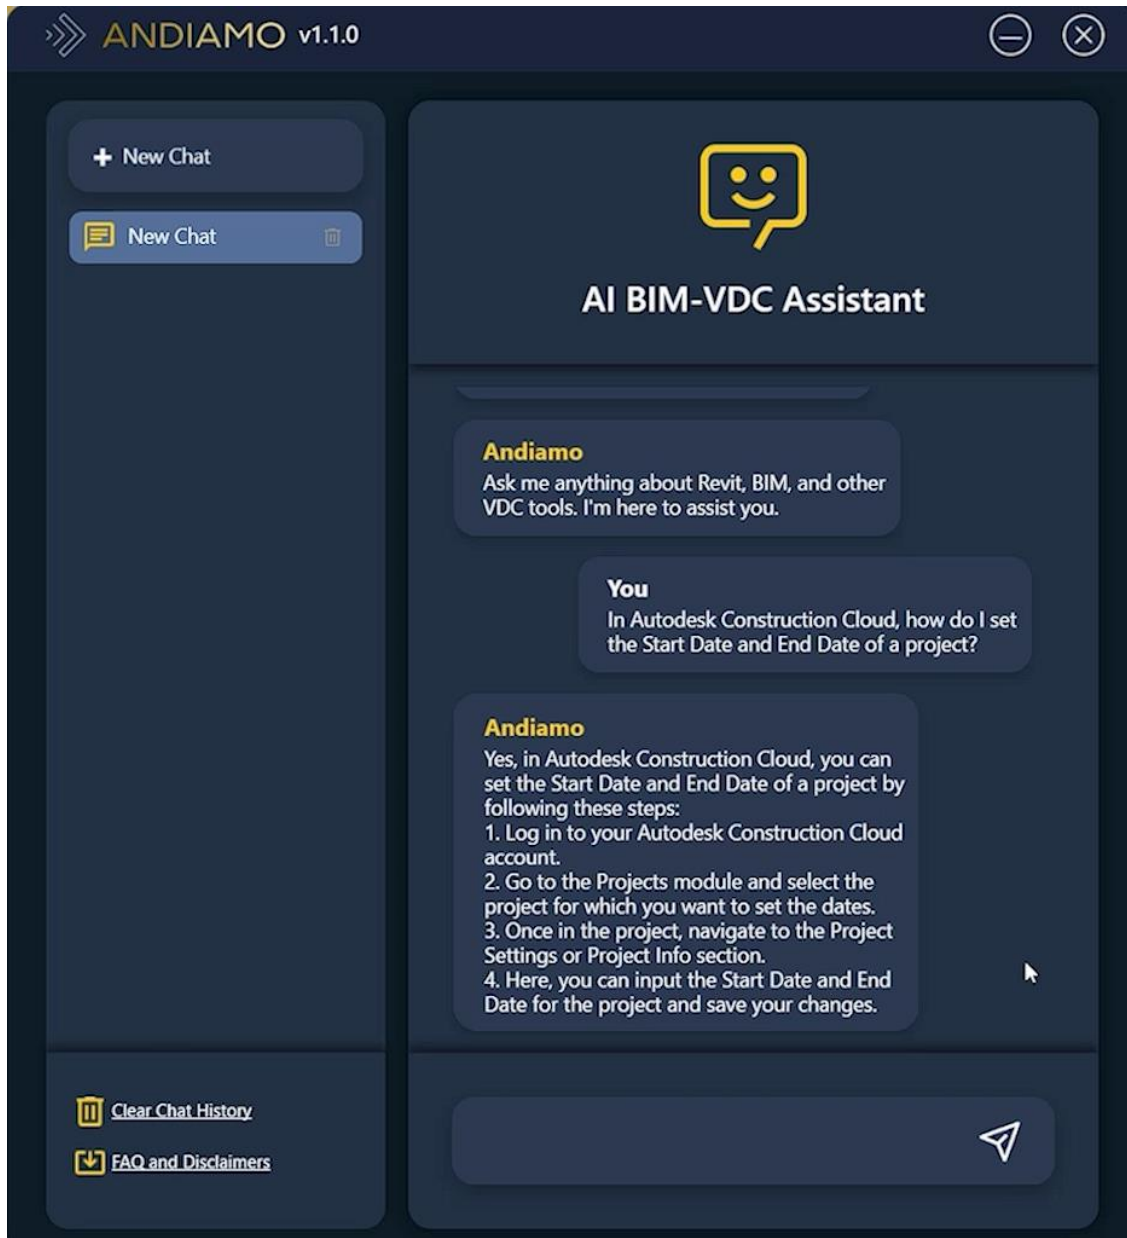 ANDIAMO v1.1.0
New Chat
New Chat
Clear Chat History
FAQ and Disclaimers
AI BIM-VDC Assistant
Andiamo
Ask me anything about Revit, BIM, and other
VDC tools. I'm here to assist you.
You
In Autodesk Construction Cloud, how do I set
the Start Date and End Date of a project?
Andiamo
Yes, in Autodesk Construction Cloud, you can
set the Start Date and End Date of a project by
following these steps:
1. Log in to your Autodesk Construction Cloud
account.
2. Go to the Projects module and select the
project for which you want to set the dates.
3. Once in the project, navigate to the Project
Settings or Project Info section.
4. Here, you can input the Start Date and End
Date for the project and save your changes.